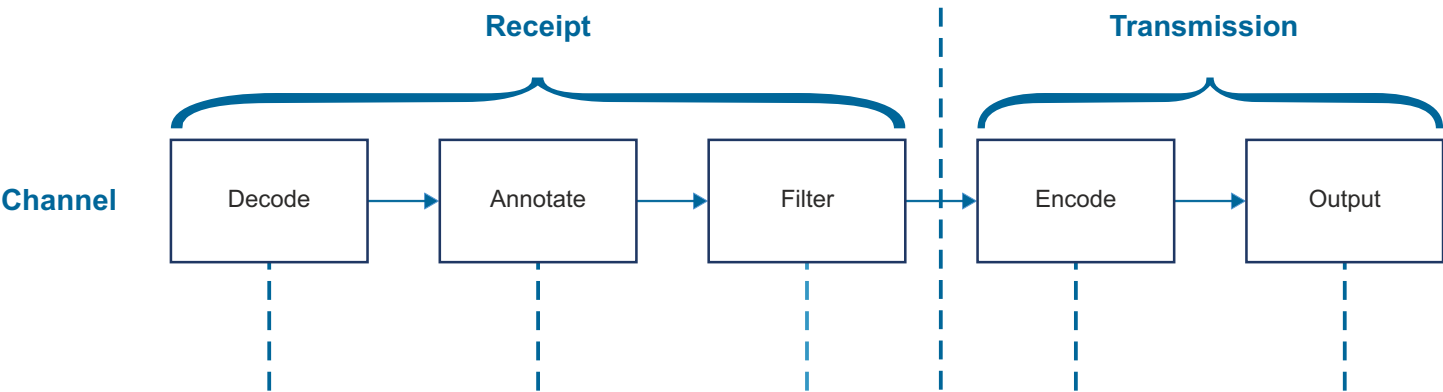 Receipt
Transmission
Channel
Decode
Annotate
Filter
Encode
Output